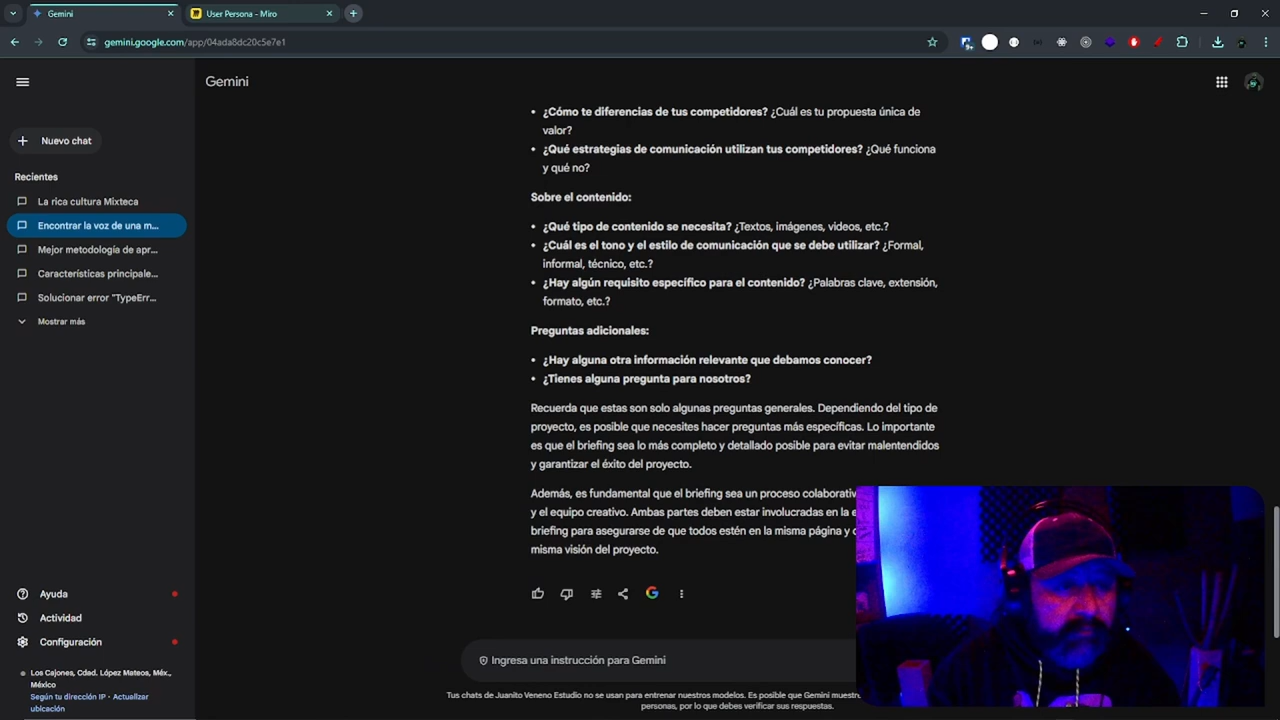 Gemini
User Persona - Miro
gemini.google.com/app/04ada8dc20c5e7e1
Gemini
Nuevo chat
Recientes
La rica cultura Mixteca
Encontrar la voz de una m...
Mejor metodología de apr...
Características principale...
Solucionar error "TypeErr...
Mostrar más
• ¿Cómo te diferencias de tus competidores? ¿Cuál es tu propuesta única de
valor?
• ¿Qué estrategias de comunicación utilizan tus competidores? ¿Qué funciona
y qué no?
Sobre el contenido:
• ¿Qué tipo de contenido se necesita? ¿Textos, imágenes, videos, etc.?
• ¿Cuál es el tono y el estilo de comunicación que se debe utilizar? ¿Formal,
informal, técnico, etc.?
• ¿Hay algún requisito específico para el contenido? ¿Palabras clave, extensión,
formato, etc.?
Preguntas adicionales:
• ¿Hay alguna otra información relevante que debamos conocer?
• ¿Tienes alguna pregunta para nosotros?
Recuerda que estas son solo algunas preguntas generales. Dependiendo del tipo de
proyecto, es posible que necesites hacer preguntas más específicas. Lo importante
es que el briefing sea lo más completo y detallado posible para evitar malentendidos
y garantizar el éxito del proyecto.
Además, es fundamental que el briefing sea un proceso colaborativ
y el equipo creativo. Ambas partes deben estar involucradas en la e
briefing para asegurarse de que todos estén en la misma página y
misma visión del proyecto.
Ayuda
Actividad
Configuración
Los Cajones, Cdad. López Mateos, Méx.,
México
Según tu dirección IP • Actualizar
ubicación
Ingresa una instrucción para Gemini
Tus chats de Juanito Veneno Estudio no se usan para entrenar nuestros modelos. Es posible que Gemini muestre
personas, por lo que debes verificar sus respuestas.